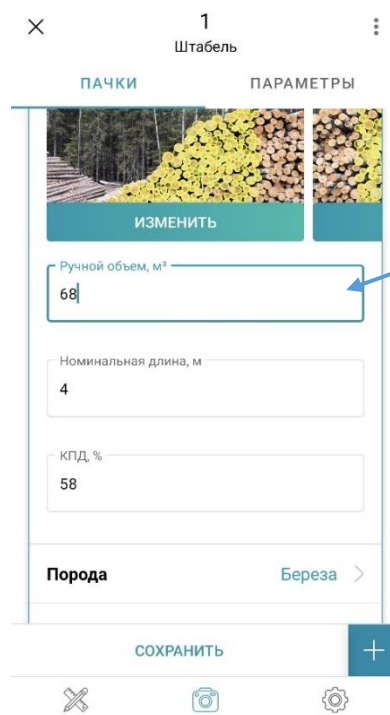 1
Штабель
ПАЧКИ ПАРАМЕТРЫ
ИЗМЕНИТЬ
Ручной объем, м³
68
Номинальная длина, м
4
КПД, %
58
Порода Береза
СОХРАНИТЬ